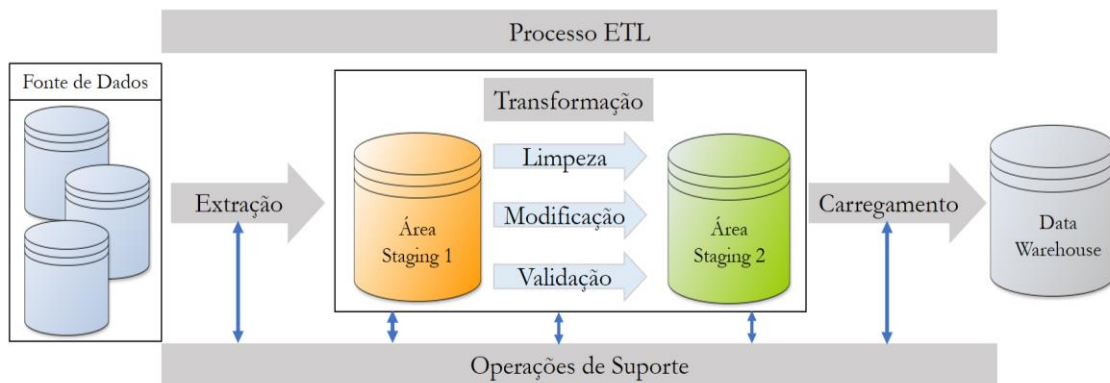 Processo ETL
Fonte de Dados
Transformação
Limpeza
Extração
Modificação
Carregamento
Área
Staging 1
Área
Staging 2
Data
Warehouse
Validação
Operações de Suporte